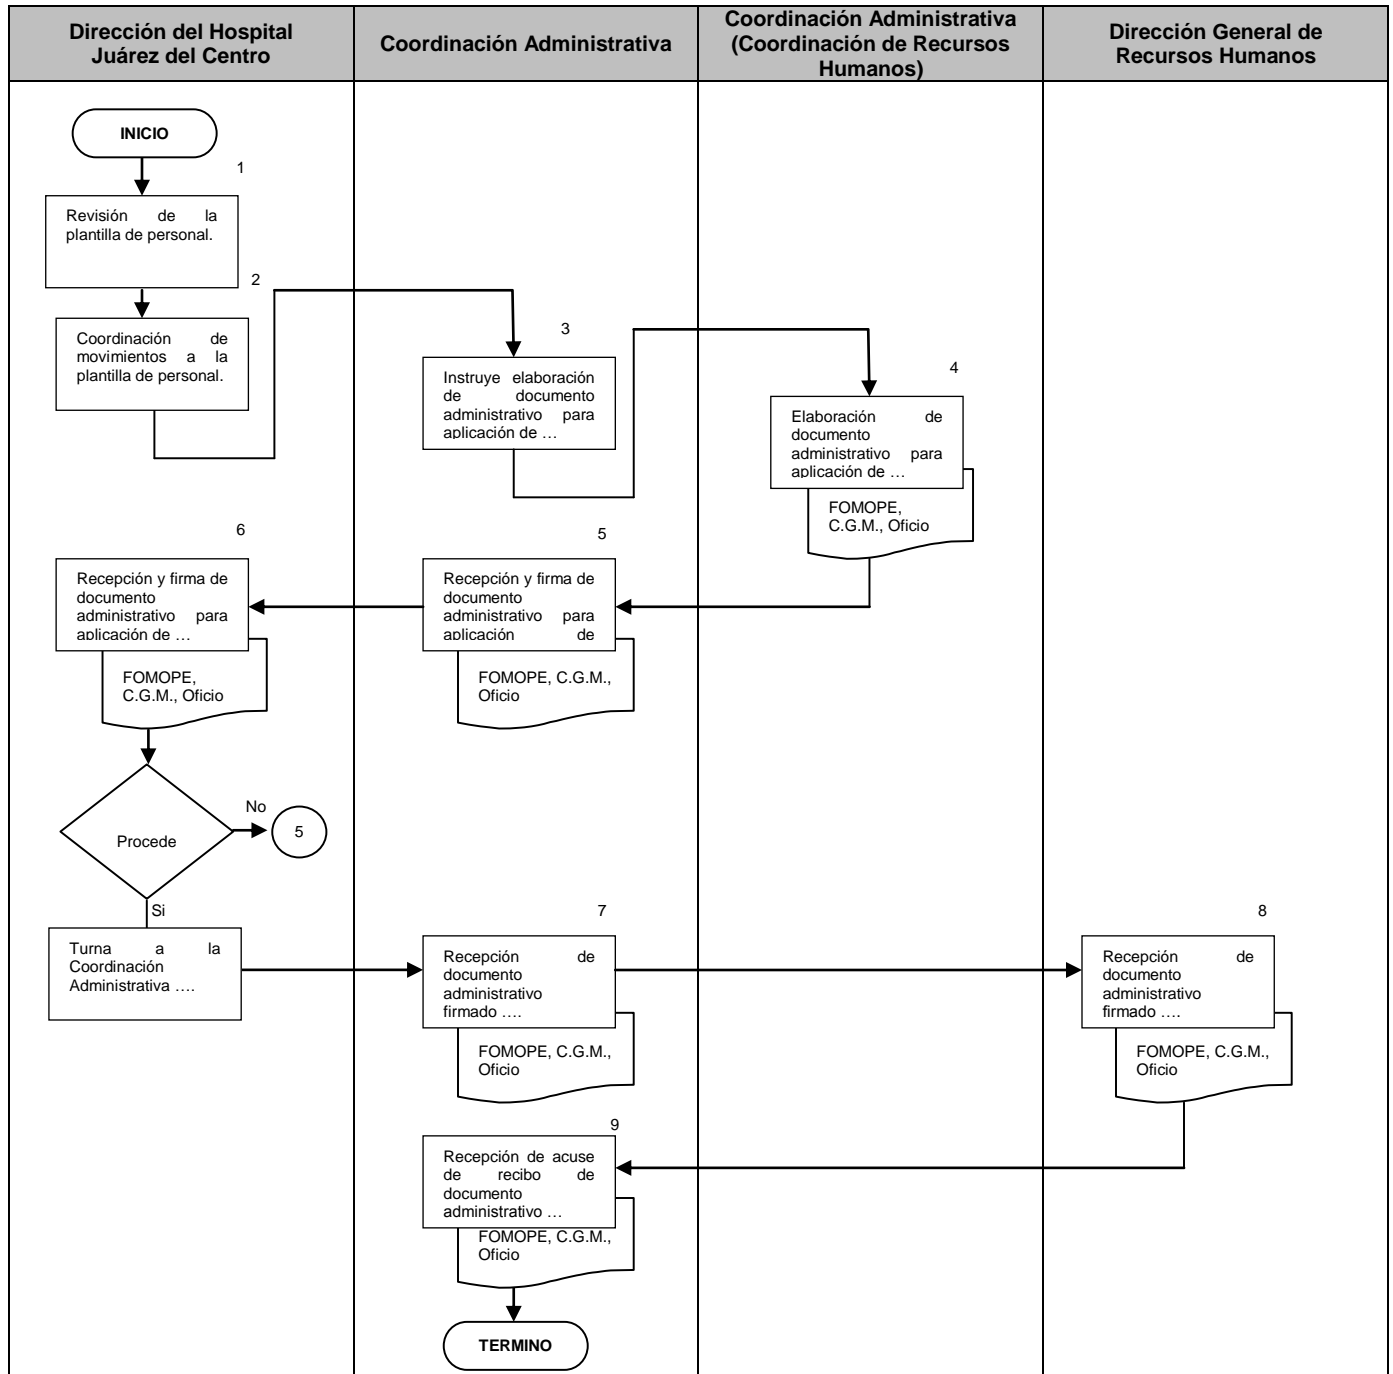 Dirección del Hospital
Juárez del Centro
Coordinación Administrativa
Coordinación Administrativa
(Coordinación de Recursos
Humanos)
Dirección General de
Recursos Humanos
INICIO
1
Revisión de la
plantilla de personal.
2
Coordinación de
movimientos a la
plantilla de personal.
3
Instruye elaboración
de documento
administrativo para
aplicación de …
4
Elaboración de
documento
administrativo para
aplicación de …
FOMOPE,
C.G.M., Oficio
5
Recepción y firma de
documento
administrativo para
aplicación de
FOMOPE, C.G.M.,
Oficio
6
Recepción y firma de
documento
administrativo para
aplicación de …
FOMOPE,
C.G.M., Oficio
Procede
No
5
Si
Turna a la
Coordinación
Administrativa ….
7
Recepción de
documento
administrativo
firmado ….
FOMOPE, C.G.M.,
Oficio
8
Recepción de
documento
administrativo
firmado ….
FOMOPE, C.G.M.,
Oficio
9
Recepción de acuse
de recibo de
documento
administrativo …
FOMOPE, C.G.M.,
Oficio
TERMINO